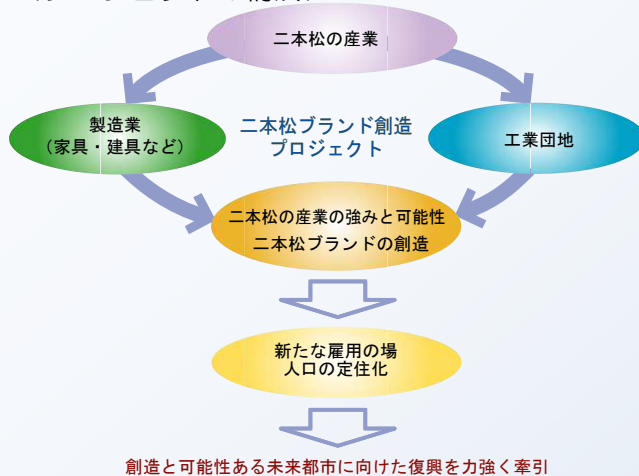 二本松の産業
製造業
（家具・建具など）
二本松ブランド創造
プロジェクト
工業団地
二本松の産業の強みと可能性
二本松ブランドの創造
新たな雇用の場
人口の定住化
創造と可能性ある未来都市に向けた復興を力強く牽引